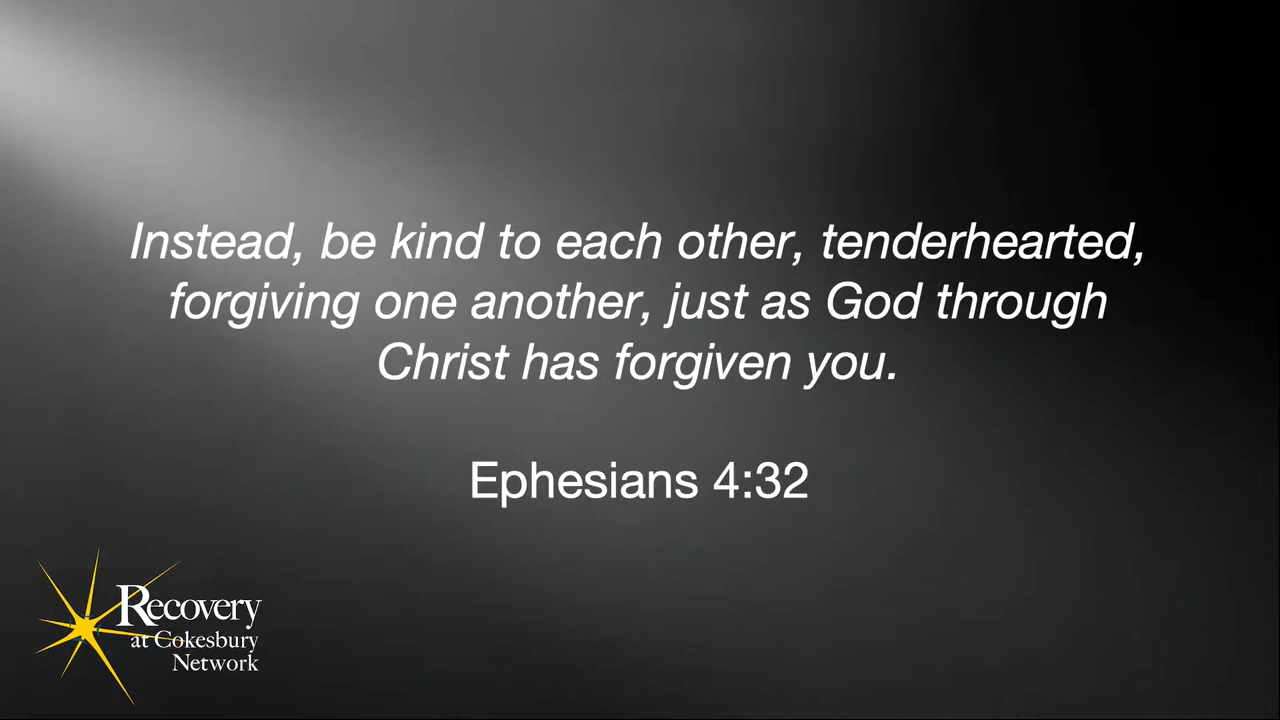 Instead, be kind to each other, tenderhearted,
forgiving one another, just as God through
Christ has forgiven you.
Ephesians 4:32
Recovery
at Cokesbury
Network